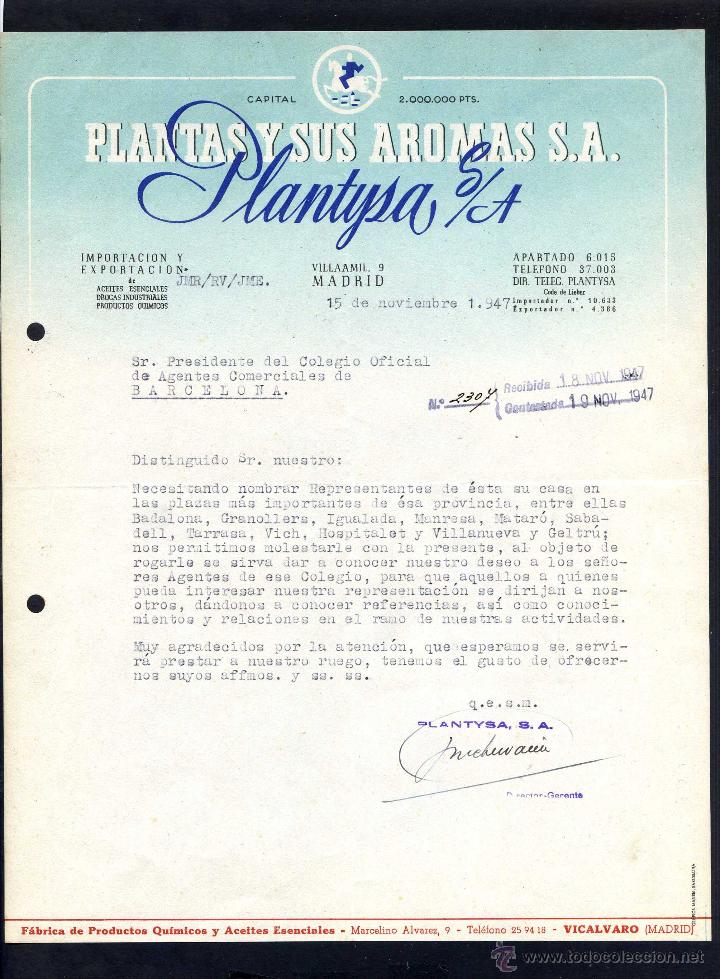 CAPITAL 2.000.000 PTS.
PLANTAS Y SUS AROMAS S.A.
Plantysa S/A
IMPORTACION Y
EXPORTACION
de
ACEITES ESENCIALES
DROGAS INDUSTRIALES
PRODUCTOS QUIMICOS
JMR/RV/JME.
VILLAAMIL, 9
MADRID
APARTADO 6.015
TELEFONO 37.003
DIR. TELEG. PLANTYSA
Code de Lieber
Importador n.° 10.633
Exportador n.° 4.386
15 de noviembre 1.947
Sr. Presidente del Colegio Oficial
de Agentes Comerciales de
BARCELONA.
N.º 2304
Recibida 18 NOV. 1947
Contestada 19 NOV. 1947
Distinguido Sr. nuestro:
Necesitando nombrar Representantes de ésta su casa en
las plazas más importantes de ésa provincia, entre ellas
Badalona, Granollers, Igualada, Manresa, Mataró, Saba-
dell, Tarrasa, Vich, Hospitalet y Villanueva y Geltrú;
nos permitimos molestarle con la presente, al objeto de
rogarle se sirva dar a conocer nuestro deseo a los seño-
res Agentes de ese Colegio, para que aquellos a quienes
pueda interesar nuestra representación se dirijan a nos-
otros, dándonos a conocer referencias, así como conoci-
mientos y relaciones en el ramo de nuestras actividades.
Muy agradecidos por la atención, que esperamos se servi-
rá prestar a nuestro ruego, tenemos el gusto de ofrecer-
nos suyos affmos. y ss. ss.
q.e.s.m.
PLANTYSA, S. A.
Director-Gerente
Fábrica de Productos Químicos y Aceites Esenciales - Marcelino Alvarez, 9 - Teléfono 25 94 18 - VICALVARO (MADRID)
www.todocoleccion.net